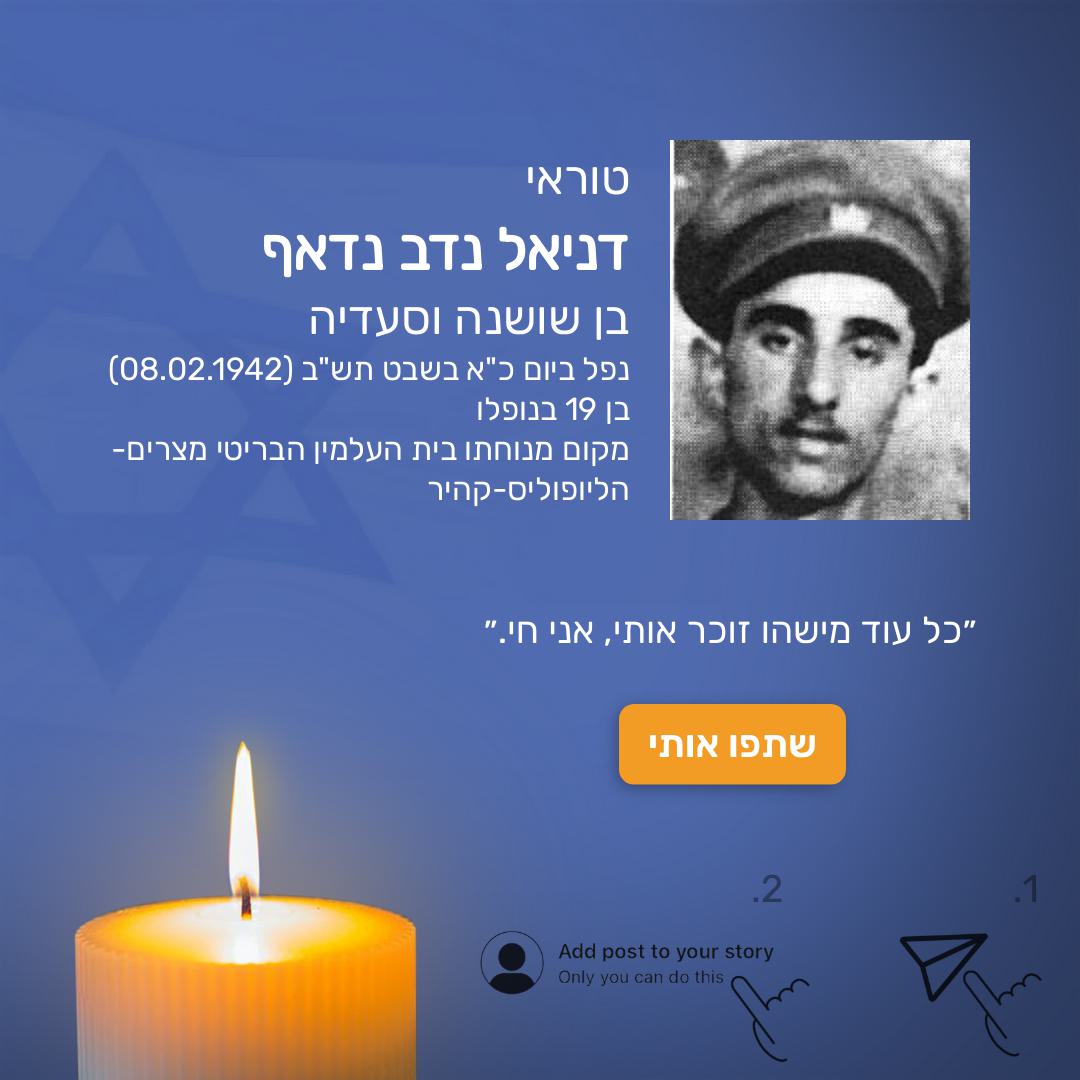 טוראי
דניאל נדב נדאף
בן שושנה וסעדיה
נפל ביום כ"א בשבט תש"ב (08.02.1942)
בן 19 בנופלו
מקום מנוחתו בית העלמין הבריטי מצרים-
הליופוליס-קהיר
״כל עוד מישהו זוכר אותי, אני חי.״
שתפו אותי
.1
.2
Add post to your story
Only you can do this